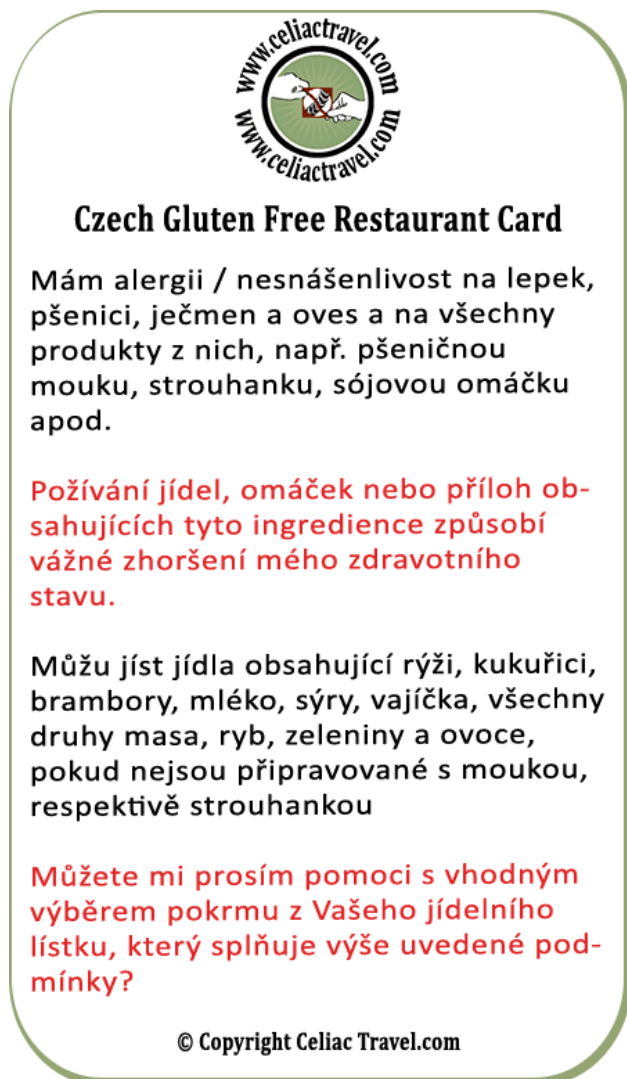 www.celiactravel.com
www.celiactravel.com
Czech Gluten Free Restaurant Card
Mám alergii / nesnášenlivost na lepek,
pšenici, ječmen a oves a na všechny
produkty z nich, např. pšeničnou
mouku, strouhanku, sójovou omáčku
apod.
Požívání jídel, omáček nebo příloh ob-
sahujících tyto ingredience způsobí
vážné zhoršení mého zdravotního
stavu.
Můžu jíst jídla obsahující rýži, kukuřici,
brambory, mléko, sýry, vajíčka, všechny
druhy masa, ryb, zeleniny a ovoce,
pokud nejsou připravované s moukou,
respektivě strouhankou
Můžete mi prosím pomoci s vhodným
výběrem pokrmu z Vašeho jídelního
lístku, který splňuje výše uvedené pod-
mínky?
© Copyright Celiac Travel.com